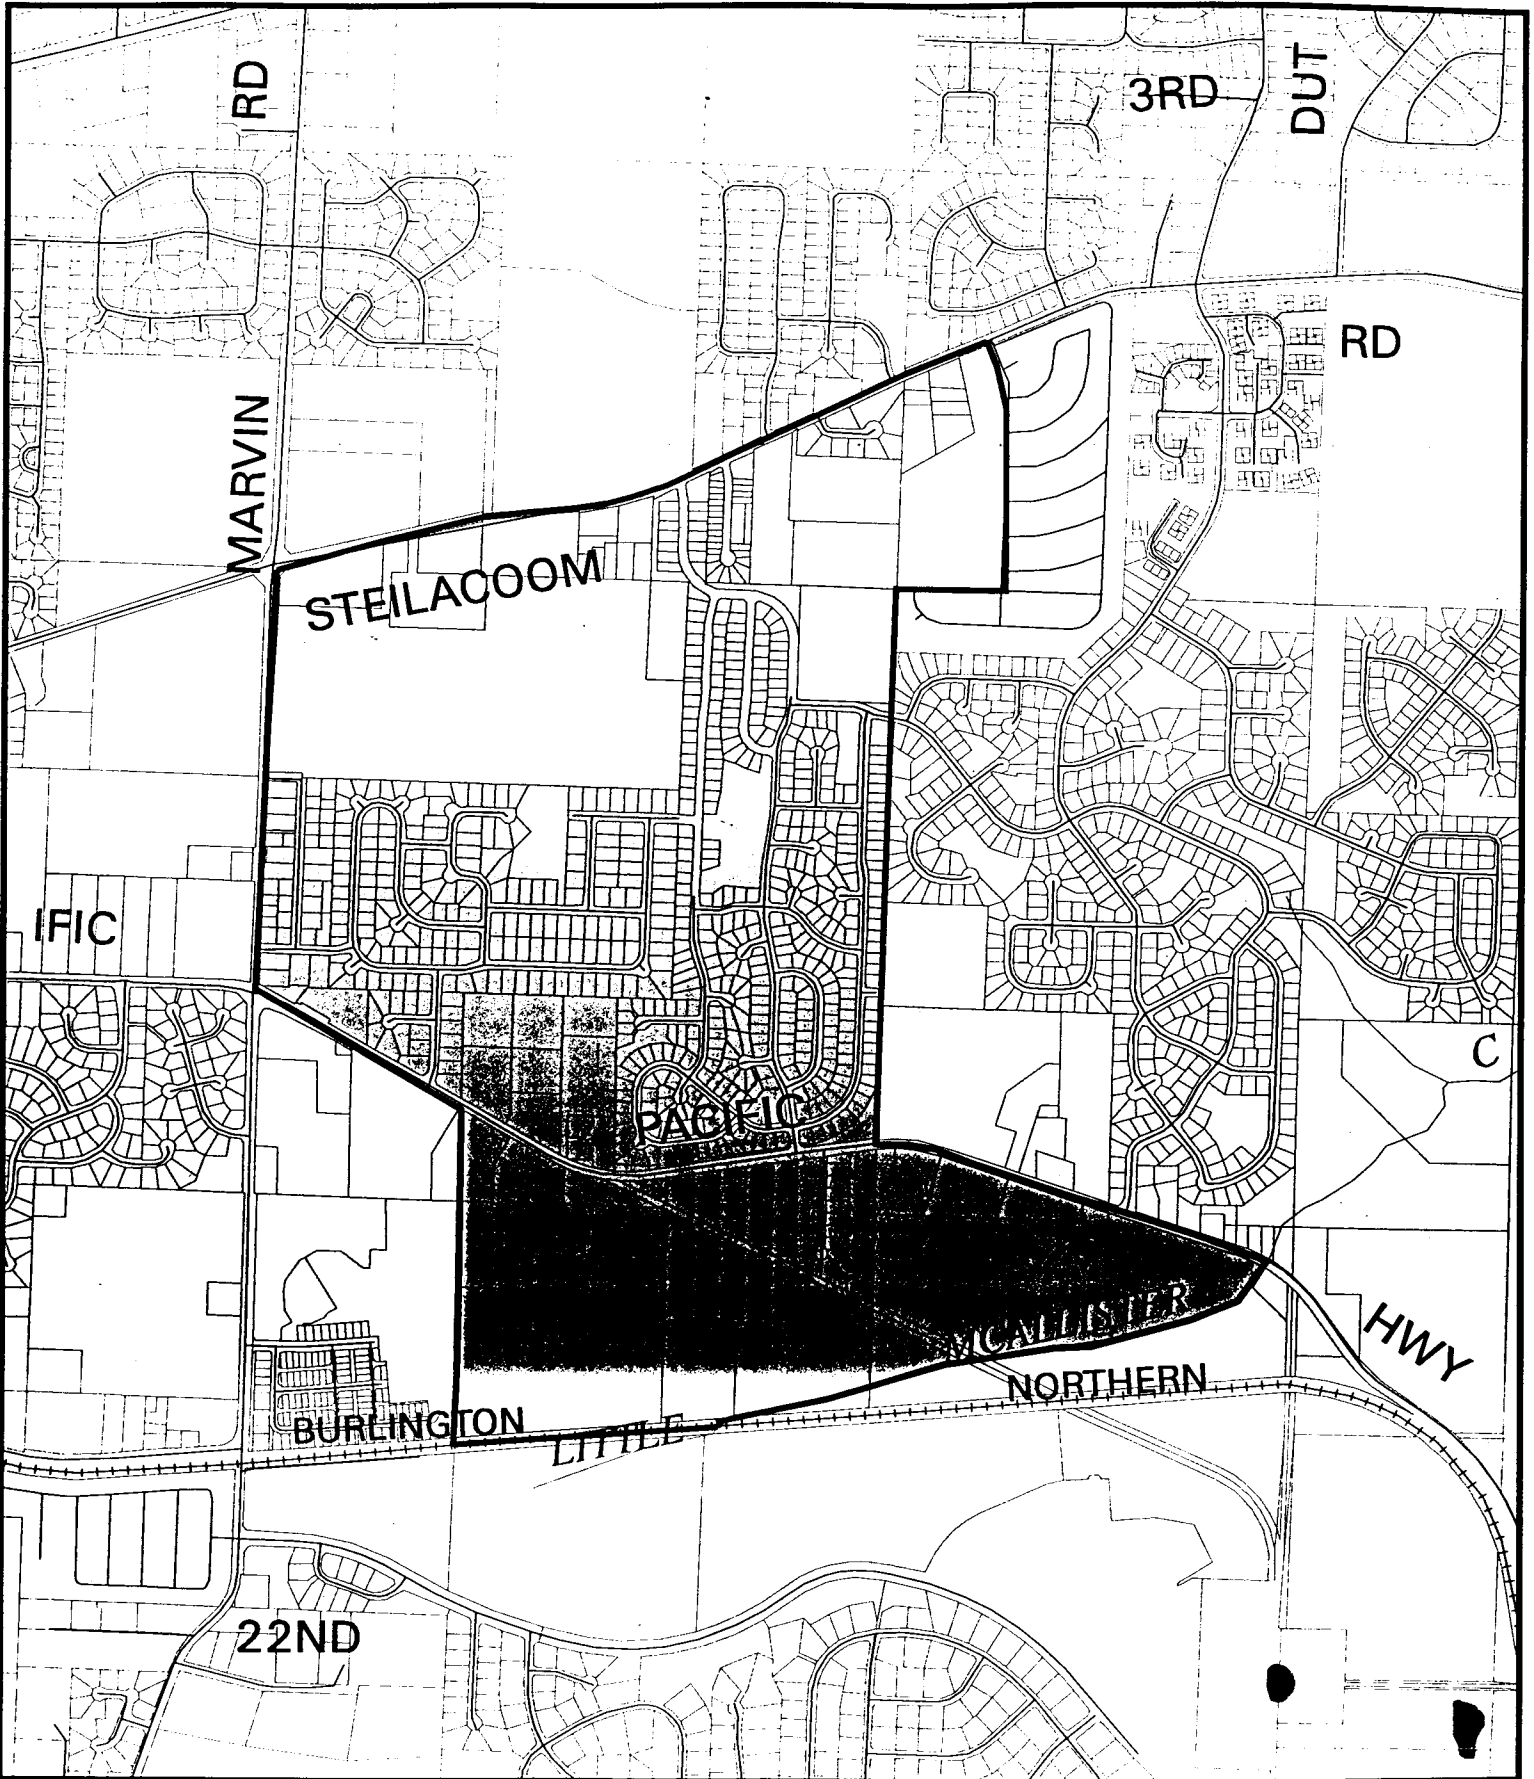 RD
3RD
DUT
RD
MARVIN
STEILACOOM
IFIC
C
PACIFIC
MCALLISTER
HWY
NORTHERN
BURLINGTON
LITTLE
22ND